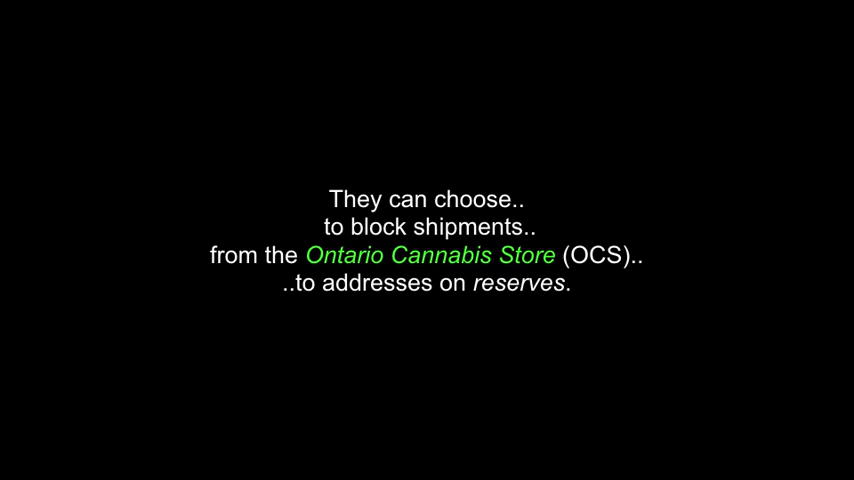 They can choose..
to block shipments..
from the Ontario Cannabis Store (OCS)..
..to addresses on reserves.